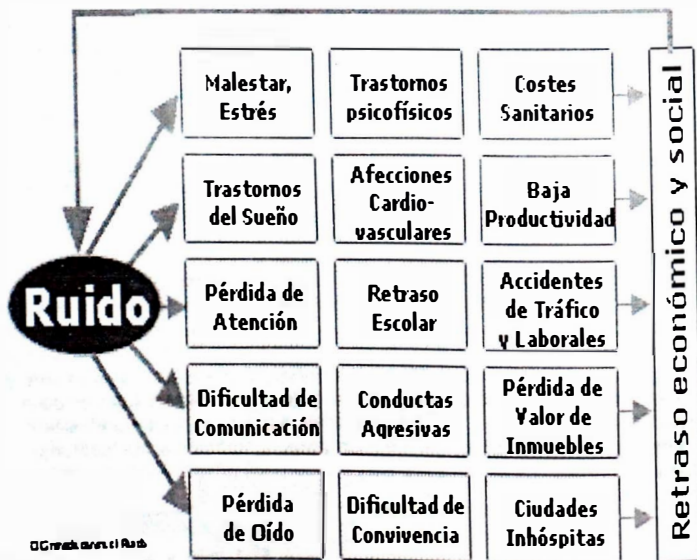 Malestar,
Estrés
Trastornos
psicofísicos
Costes
Sanitarios
Trastornos
del Sueño
Afecciones
Cardio-
vasculares
Baja
Productividad
Ruido
Pérdida de
Atención
Retraso
Escolar
Accidentes
de Tráfico
y Laborales
Dificultad de
Comunicación
Conductas
Agresivas
Pérdida de
Valor de
Inmuebles
Pérdida
de Oído
Dificultad de
Convivencia
Ciudades
Inhóspitas
Retraso económico y social